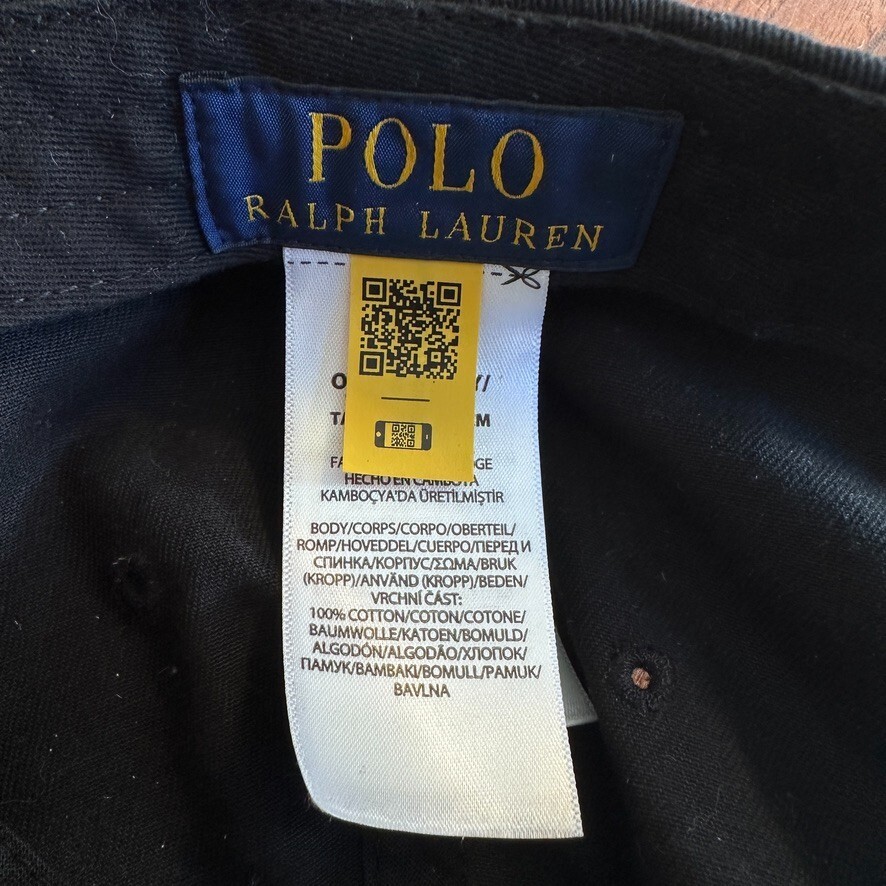 POLO
RALPH LAUREN
HECHO EN CAMBOYA
KAMBOÇYA'DA ÜRETİLMİŞTİR
BODY/CORPS/CORPO/OBERTEIL/
ROMP/HOVEDDEL/CUERPO/ПЕРЕД И
СПИНКА/КОРПУС/ΣΩΜΑ/BRUK
(KROPP)/ANVÄND (KROPP)/BEDEN/
VRCHNÍ ČÁST:
100% COTTON/COTON/COTONE/
BAUMWOLLE/KATOEN/BOMULD/
ALGODÓN/ALGODÃO/ХЛОПОК/
ПАМУК/BAMBAKI/BOMULL/PAMUK/
BAVLNA